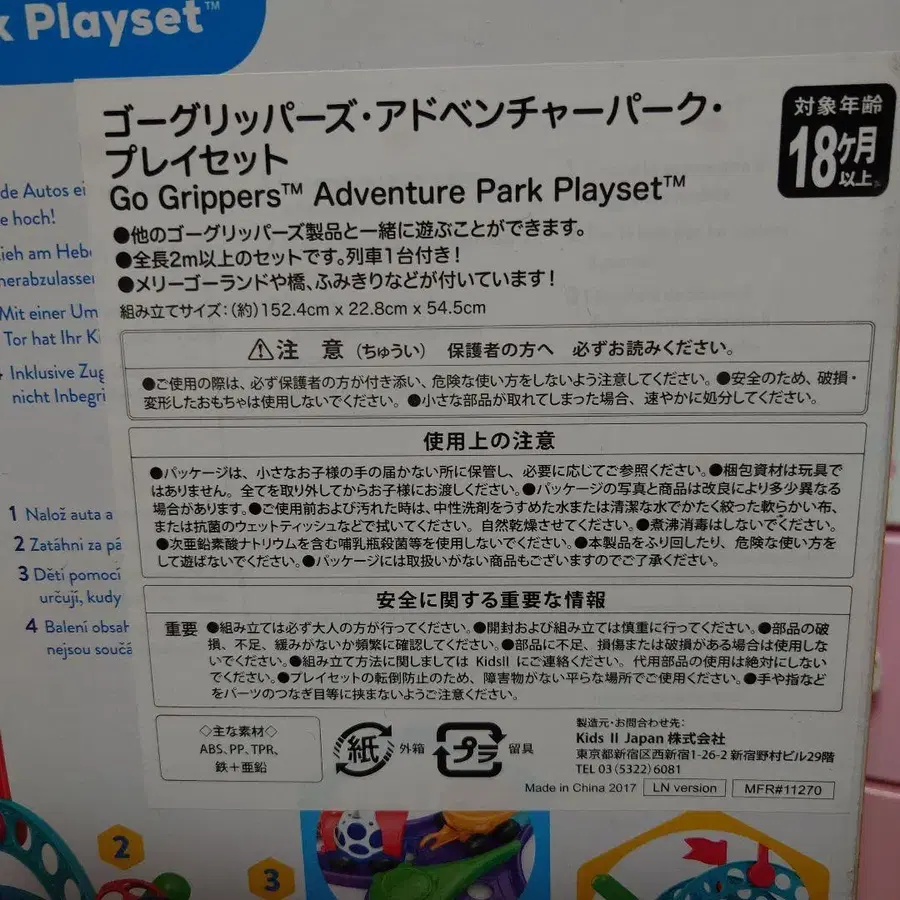 k Playset™
ゴーグリッパーズ・アドベンチャーパーク・
プレイセット
Go Grippers™ Adventure Park Playset™
対象年齢
18ヶ月
以上
●他のゴーグリッパーズ製品と一緒に遊ぶことができます。
●全長2m以上のセットです。列車1台付き!
●メリーゴーランドや橋、ふみきりなどが付いています!
組み立てサイズ:(約)152.4cm x 22.8cm x 54.5cm
⚠注 意 (ちゅうい) 保護者の方へ 必ずお読みください。
●ご使用の際は、必ず保護者の方が付き添い、危険な使い方をしないよう注意してください。●安全のため、破損・
変形したおもちゃは使用しないでください。●小さな部品が取れてしまった場合、速やかに処分してください。
使用上の注意
●パッケージは、小さなお子様の手の届かない所に保管し、必要に応じてご参照ください。●梱包資材は玩具で
はありません。全てを取り外してからお子様にお渡しください。●パッケージの写真と商品は改良により多少異なる
場合があります。●ご使用前および汚れた時は、中性洗剤をうすめた水または清潔な水でかたく絞った軟らかい布、
または抗菌のウェットティッシュなどで拭いてください。自然乾燥させてください。●煮沸消毒はしないでください。
●次亜鉛素酸ナトリウムを含む哺乳瓶殺菌等を使用しないでください。●本製品をふり回したり、危険な使い方を
して遊ばないでください。●パッケージには取扱いがない商品もございますのでご了承ください。
安全に関する重要な情報
重要 ●組み立ては必ず大人の方が行ってください。●開封および組み立ては慎重に行ってください。●部品の破
損、不足、緩みがないか頻繁に確認してください。●部品に不足、損傷または破損がある場合は使用しな
いでください。●組み立て方法に関しましては KidsII にご連絡ください。代用部品の使用は絶対にしない
でください。●プレイセットの転倒防止のため、障害物がない平らな場所でご使用ください。●手や指など
をパーツのつなぎ目等に挟まないようご注意ください。
◇主な素材◇
ABS、PP、TPR、
鉄+亜鉛
紙 外箱
プラ 留具
製造元・お問合わせ先:
Kids II Japan 株式会社
東京都新宿区西新宿1-26-2 新宿野村ビル29階
TEL 03 (5322) 6081
Made in China 2017 LN version MFR#11270
de Autos ei
e hoch!
ieh am Heb
nerabzulasser
Mit einer Um
Tor hat Ihr K
Inklusive Zug
nicht Inbegri
1 Nalož auta a
2 Zatáhni za pá
3 Děti pomocí
určují, kudy
4 Balení obsah
nejsou součá
2
3